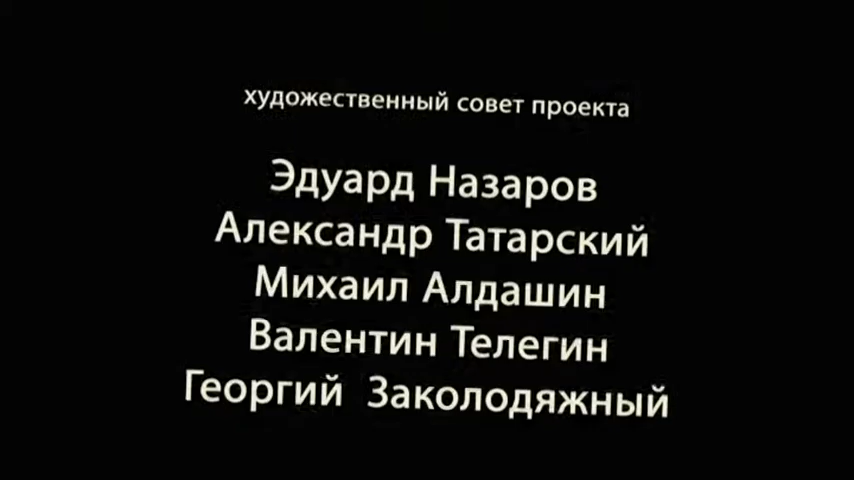 художественный совет проекта
Эдуард Назаров
Александр Татарский
Михаил Алдашин
Валентин Телегин
Георгий Заколодяжный